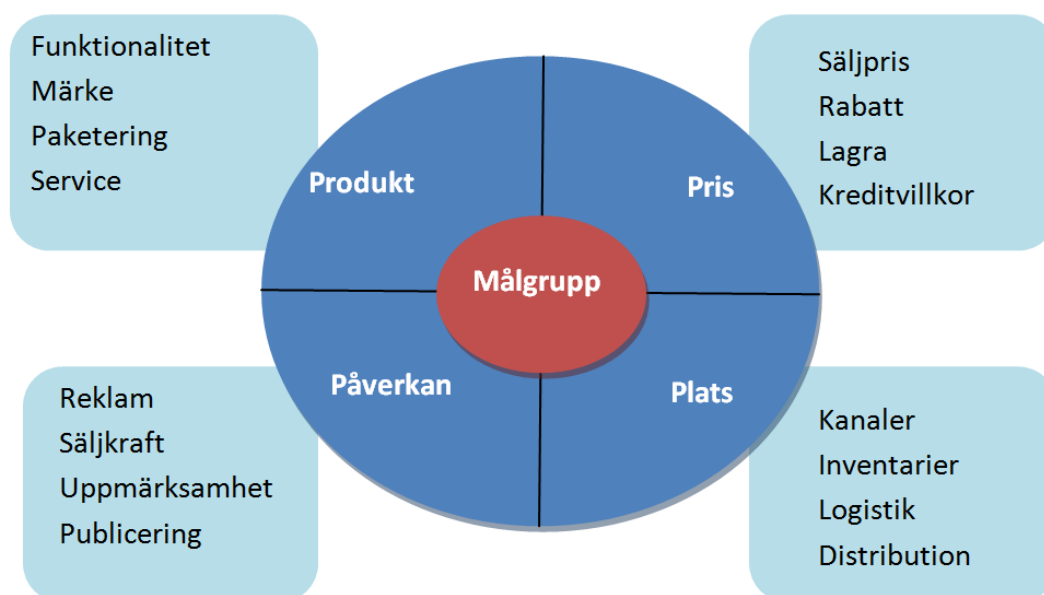 Funktionalitet
Märke
Paketering
Service
Säljpris
Rabatt
Lagra
Kreditvillkor
Produkt
Pris
Målgrupp
Påverkan
Plats
Reklam
Säljkraft
Uppmärksamhet
Publicering
Kanaler
Inventarier
Logistik
Distribution